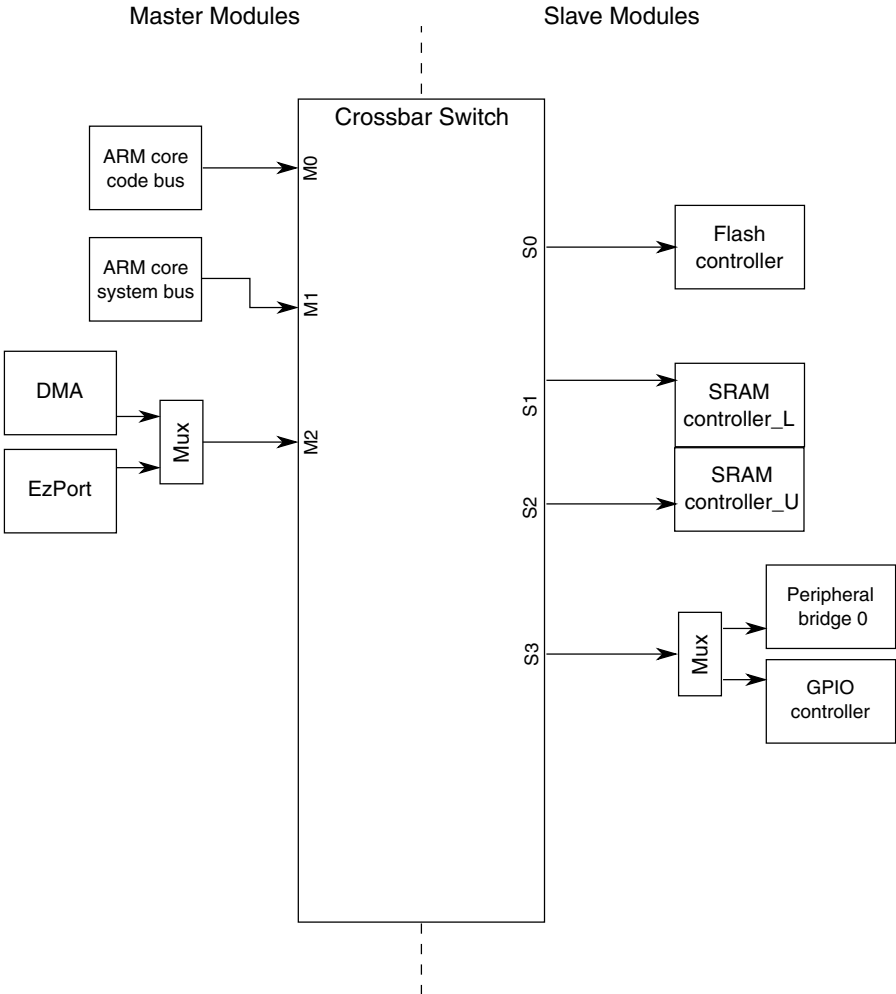 Master Modules
Slave Modules
Crossbar Switch
ARM core
code bus
M0
ARM core
system bus
M1
DMA
EzPort
Mux
M2
S0
Flash
controller
S1
SRAM
controller_L
S2
SRAM
controller_U
S3
Mux
Peripheral
bridge 0
GPIO
controller